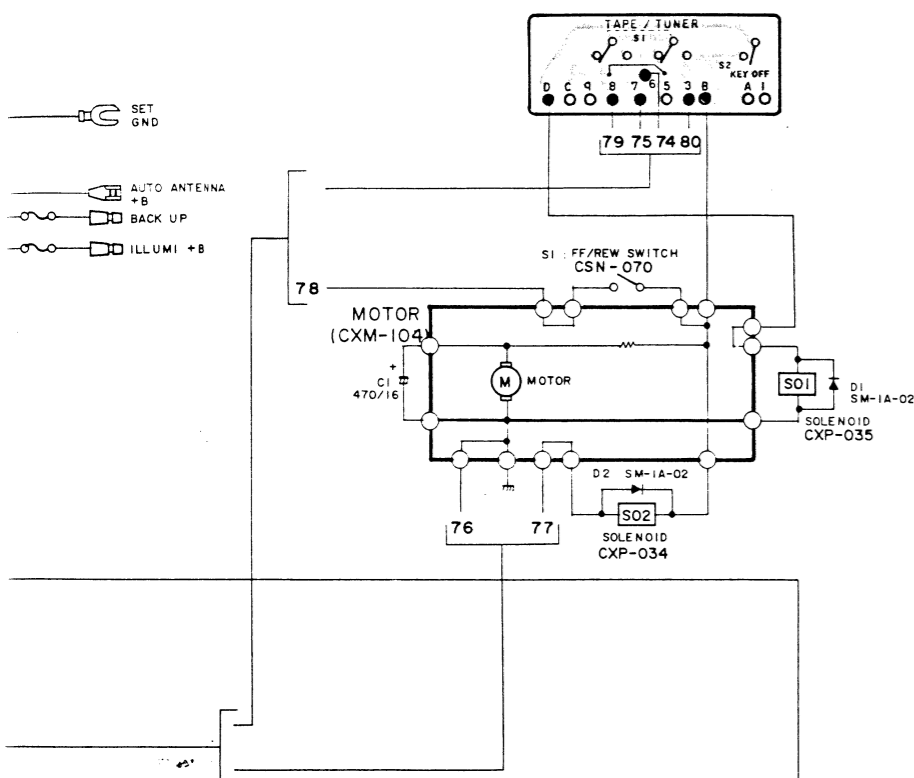 TAPE / TUNER
S1
S2
KEY OFF
D C 9 8 7 6 5 3 B A 1
79 75 74 80
SET
GND
AUTO ANTENNA
+B
BACK UP
ILLUMI +B
78
S1 : FF/REW SWITCH
CSN-070
MOTOR
(CXM-104)
+
C1
470/16
M MOTOR
SO1
D1
SM-1A-02
SOLENOID
CXP-035
76
77
D2 SM-1A-02
SO2
SOLENOID
CXP-034